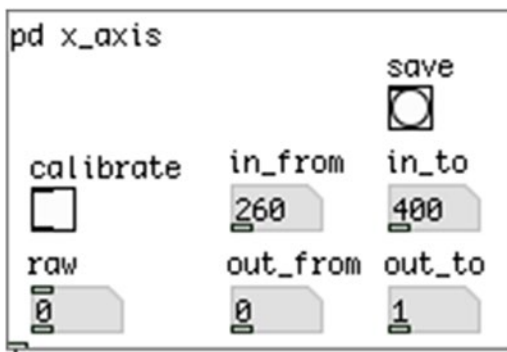 pd x_axis
save
calibrate in_from in_to
260 400
raw out_from out_to
0 0 1